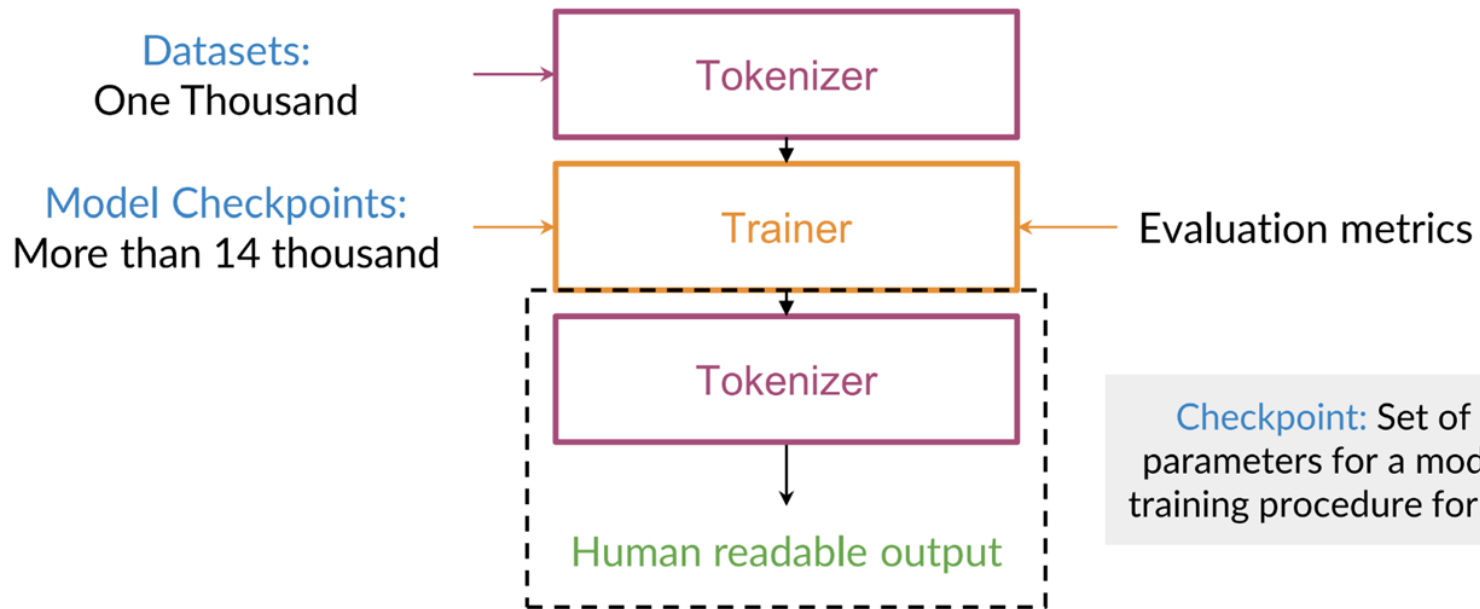 Datasets:
One Thousand
Tokenizer
Model Checkpoints:
More than 14 thousand
Trainer
Evaluation metrics
Tokenizer
Checkpoint: Set of
parameters for a
training procedure for
Human readable output